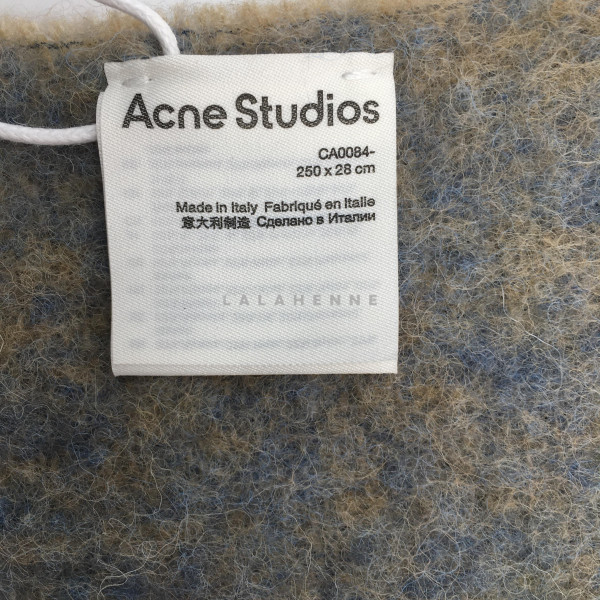 Acne Studios
CA0084-
250 x 28 cm
Made in Italy Fabriqué en Italie
意大利制造 Сделано в Италии
LALAHENNE